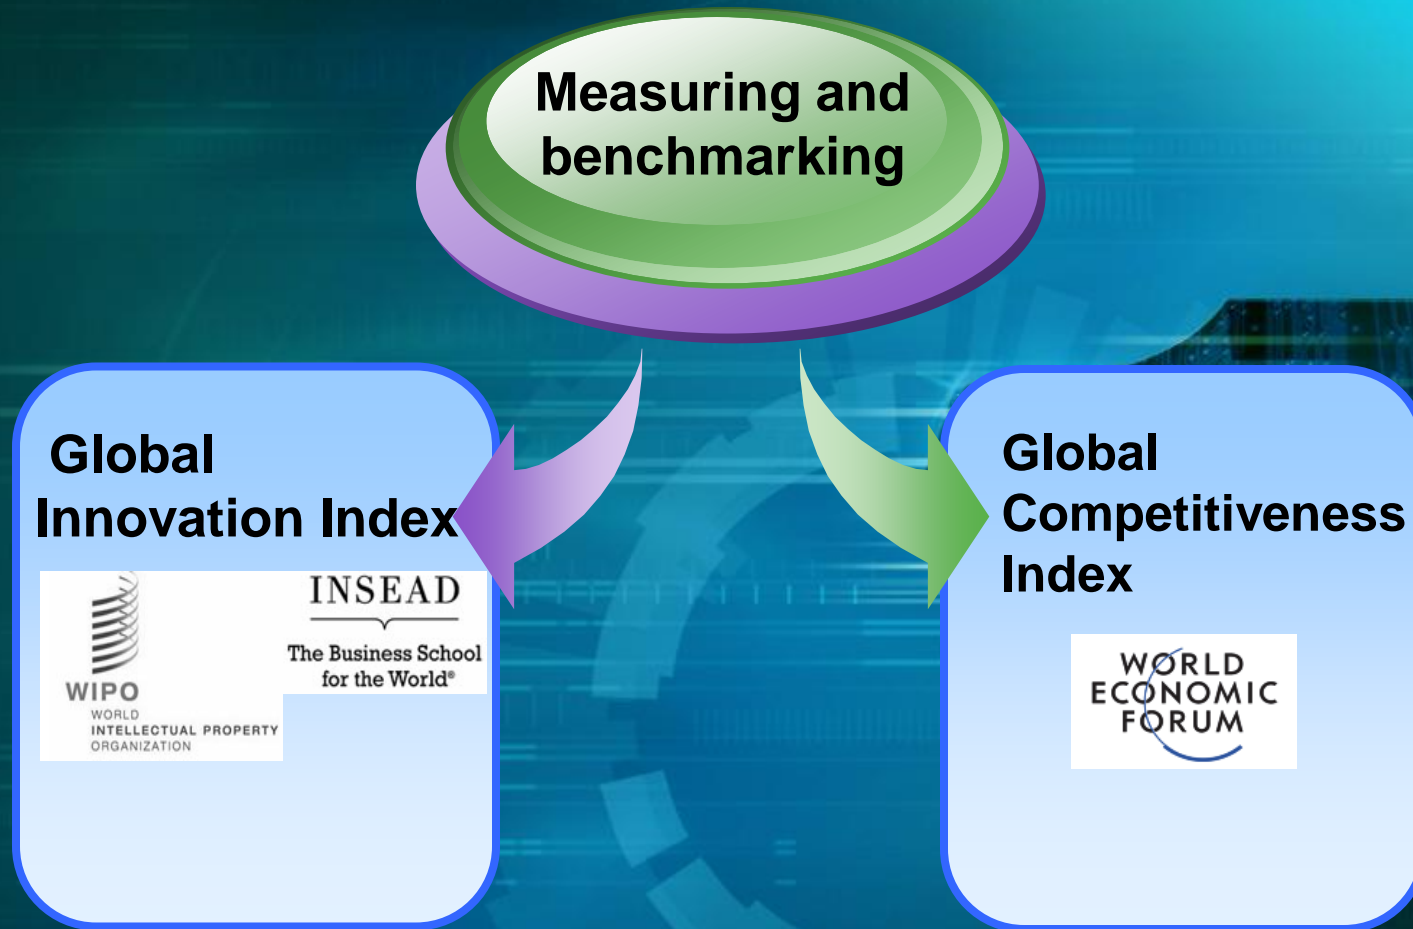 Measuring and
benchmarking
Global
Innovation Index
WIPO
WORLD
INTELLECTUAL PROPERTY
ORGANIZATION
INSEAD
The Business School
for the World®
Global
Competitiveness
Index
WORLD
ECONOMIC
FORUM